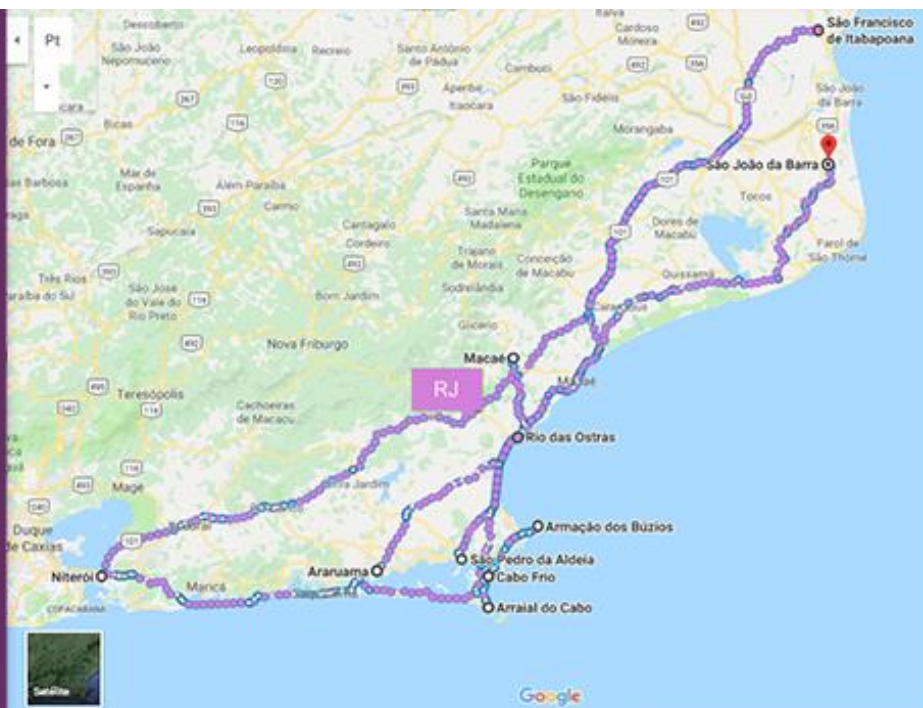 Pt
Descoberto
São João
Nepomuceno
Leopoldina
Recreio
Santo Antônio
de Pádua
Cardoso
Moreira
São Francisco
de Itabapoana
Cambuci
Aperibe
Itaocara
São Fidélis
São João
da Barra
Bicas
de Fora
Morangaba
São João da Barra
Mar de
Espanha
Além Paraíba
Carmo
Parque
Estadual do
Desengano
Santa Maria
Madalena
Tocos
Sapucaia
Cantagalo
Cordeiro
Trajano
de Morais
Conceição
de Macabu
Dores de
Macabu
Farol de
São Thomé
Três Rios
São José
do Vale do
Rio Preto
Bom Jardim
Sodrelândia
Quissamã
Glicério
Nova Friburgo
Macaé
RJ
Teresópolis
Cachoeiras
de Macacu
Rio das Ostras
Magé
Duque
de Caxias
Armação dos Búzios
São Pedro da Aldeia
Niterói
Araruama
Cabo Frio
Maricá
COPACABANA
Arraial do Cabo
Satélite
Google